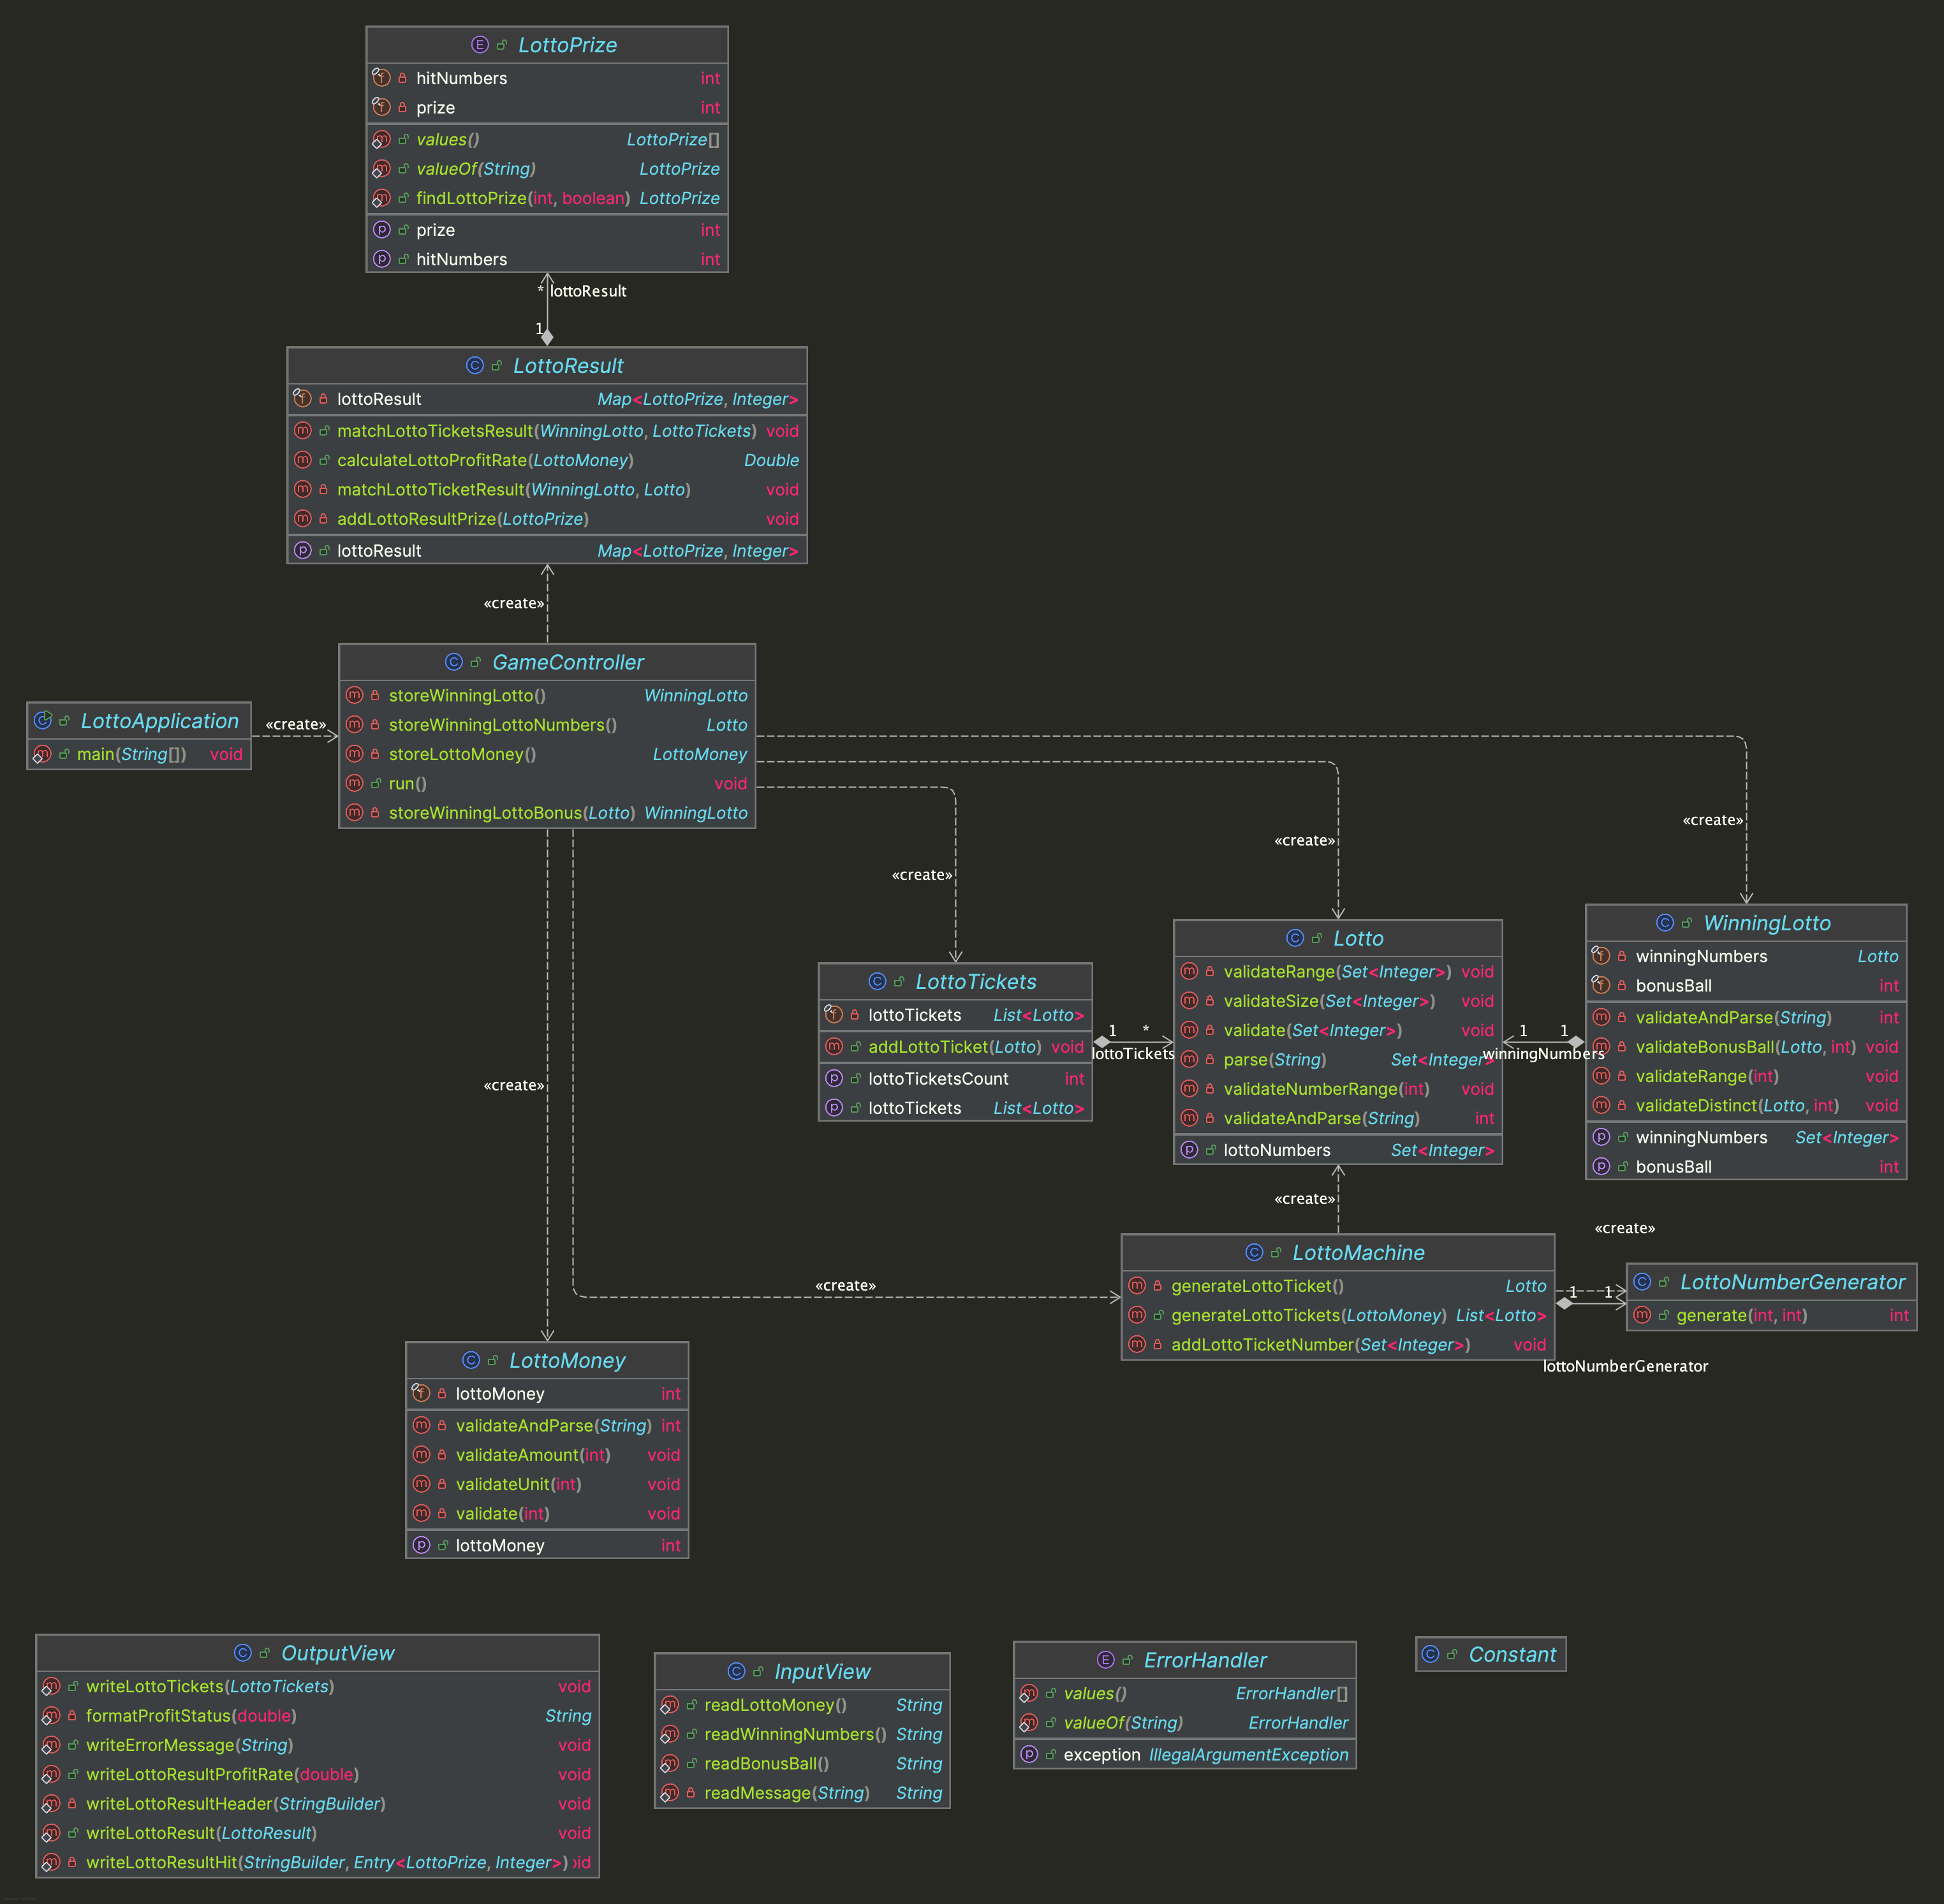 LottoPrize
hitNumbers int
prize int
values() LottoPrize[]
valueOf(String) LottoPrize
findLottoPrize(int, boolean) LottoPrize
prize int
hitNumbers int
* lottoResult
1
LottoResult
lottoResult Map<LottoPrize, Integer>
matchLottoTicketsResult(WinningLotto, LottoTickets) void
calculateLottoProfitRate(LottoMoney) Double
matchLottoTicketResult(WinningLotto, Lotto) void
addLottoResultPrize(LottoPrize) void
lottoResult Map<LottoPrize, Integer>
«create»
GameController
storeWinningLotto() WinningLotto
storeWinningLottoNumbers() Lotto
storeLottoMoney() LottoMoney
run() void
storeWinningLottoBonus(Lotto) WinningLotto
LottoApplication
main(String[]) void
«create»
«create»
«create»
«create»
«create»
«create»
LottoTickets
lottoTickets List<Lotto>
addLottoTicket(Lotto) void
lottoTicketsCount int
lottoTickets List<Lotto>
1 *
lottoTickets
Lotto
validateRange(Set<Integer>) void
validateSize(Set<Integer>) void
validate(Set<Integer>) void
parse(String) Set<Integer>
validateNumberRange(int) void
validateAndParse(String) int
lottoNumbers Set<Integer>
1 1
winningNumbers
WinningLotto
winningNumbers Lotto
bonusBall int
validateAndParse(String) int
validateBonusBall(Lotto, int) void
validateRange(int) void
validateDistinct(Lotto, int) void
winningNumbers Set<Integer>
bonusBall int
«create»
«create»
LottoMachine
generateLottoTicket() Lotto
generateLottoTickets(LottoMoney) List<Lotto>
addLottoTicketNumber(Set<Integer>) void
1 1
lottoNumberGenerator
LottoNumberGenerator
generate(int, int) int
LottoMoney
lottoMoney int
validateAndParse(String) int
validateAmount(int) void
validateUnit(int) void
validate(int) void
lottoMoney int
OutputView
writeLottoTickets(LottoTickets) void
formatProfitStatus(double) String
writeErrorMessage(String) void
writeLottoResultProfitRate(double) void
writeLottoResultHeader(StringBuilder) void
writeLottoResult(LottoResult) void
writeLottoResultHit(StringBuilder, Entry<LottoPrize, Integer>) id
InputView
readLottoMoney() String
readWinningNumbers() String
readBonusBall() String
readMessage(String) String
ErrorHandler
values() ErrorHandler[]
valueOf(String) ErrorHandler
exception IllegalArgumentException
Constant